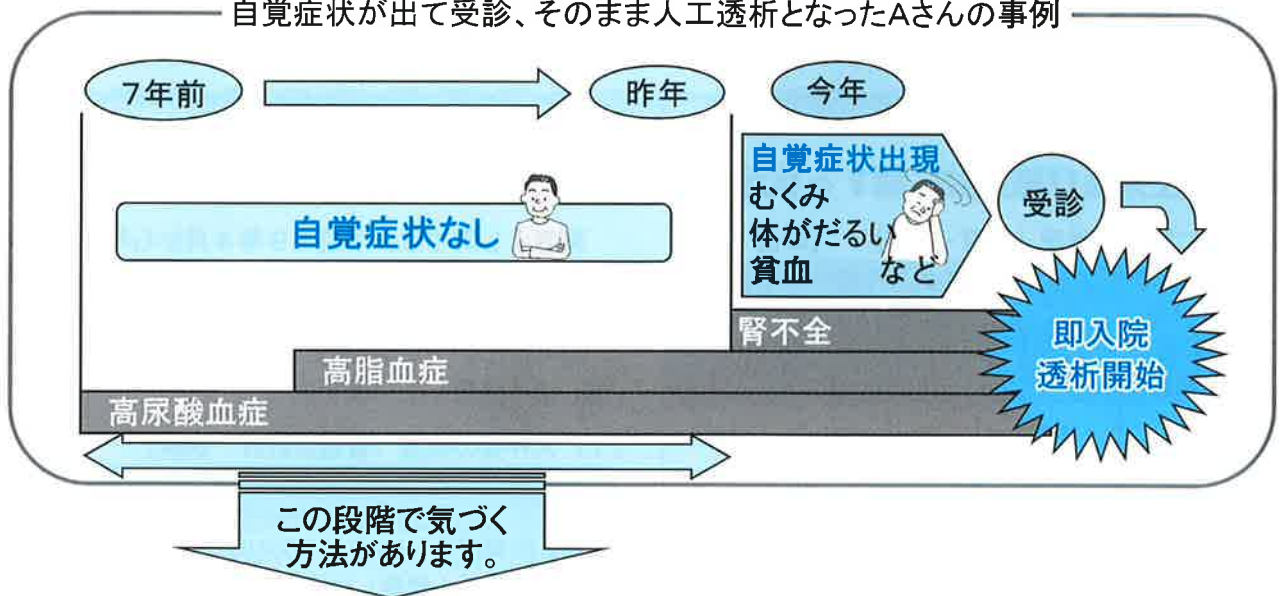 自覚症状が出て受診、そのまま人工透析となったAさんの事例
7年前
昨年
今年
自覚症状なし
自覚症状出現
むくみ
体がだるい
貧血 など
受診
即入院
透析開始
腎不全
高脂血症
高尿酸血症
この段階で気づく
方法があります。